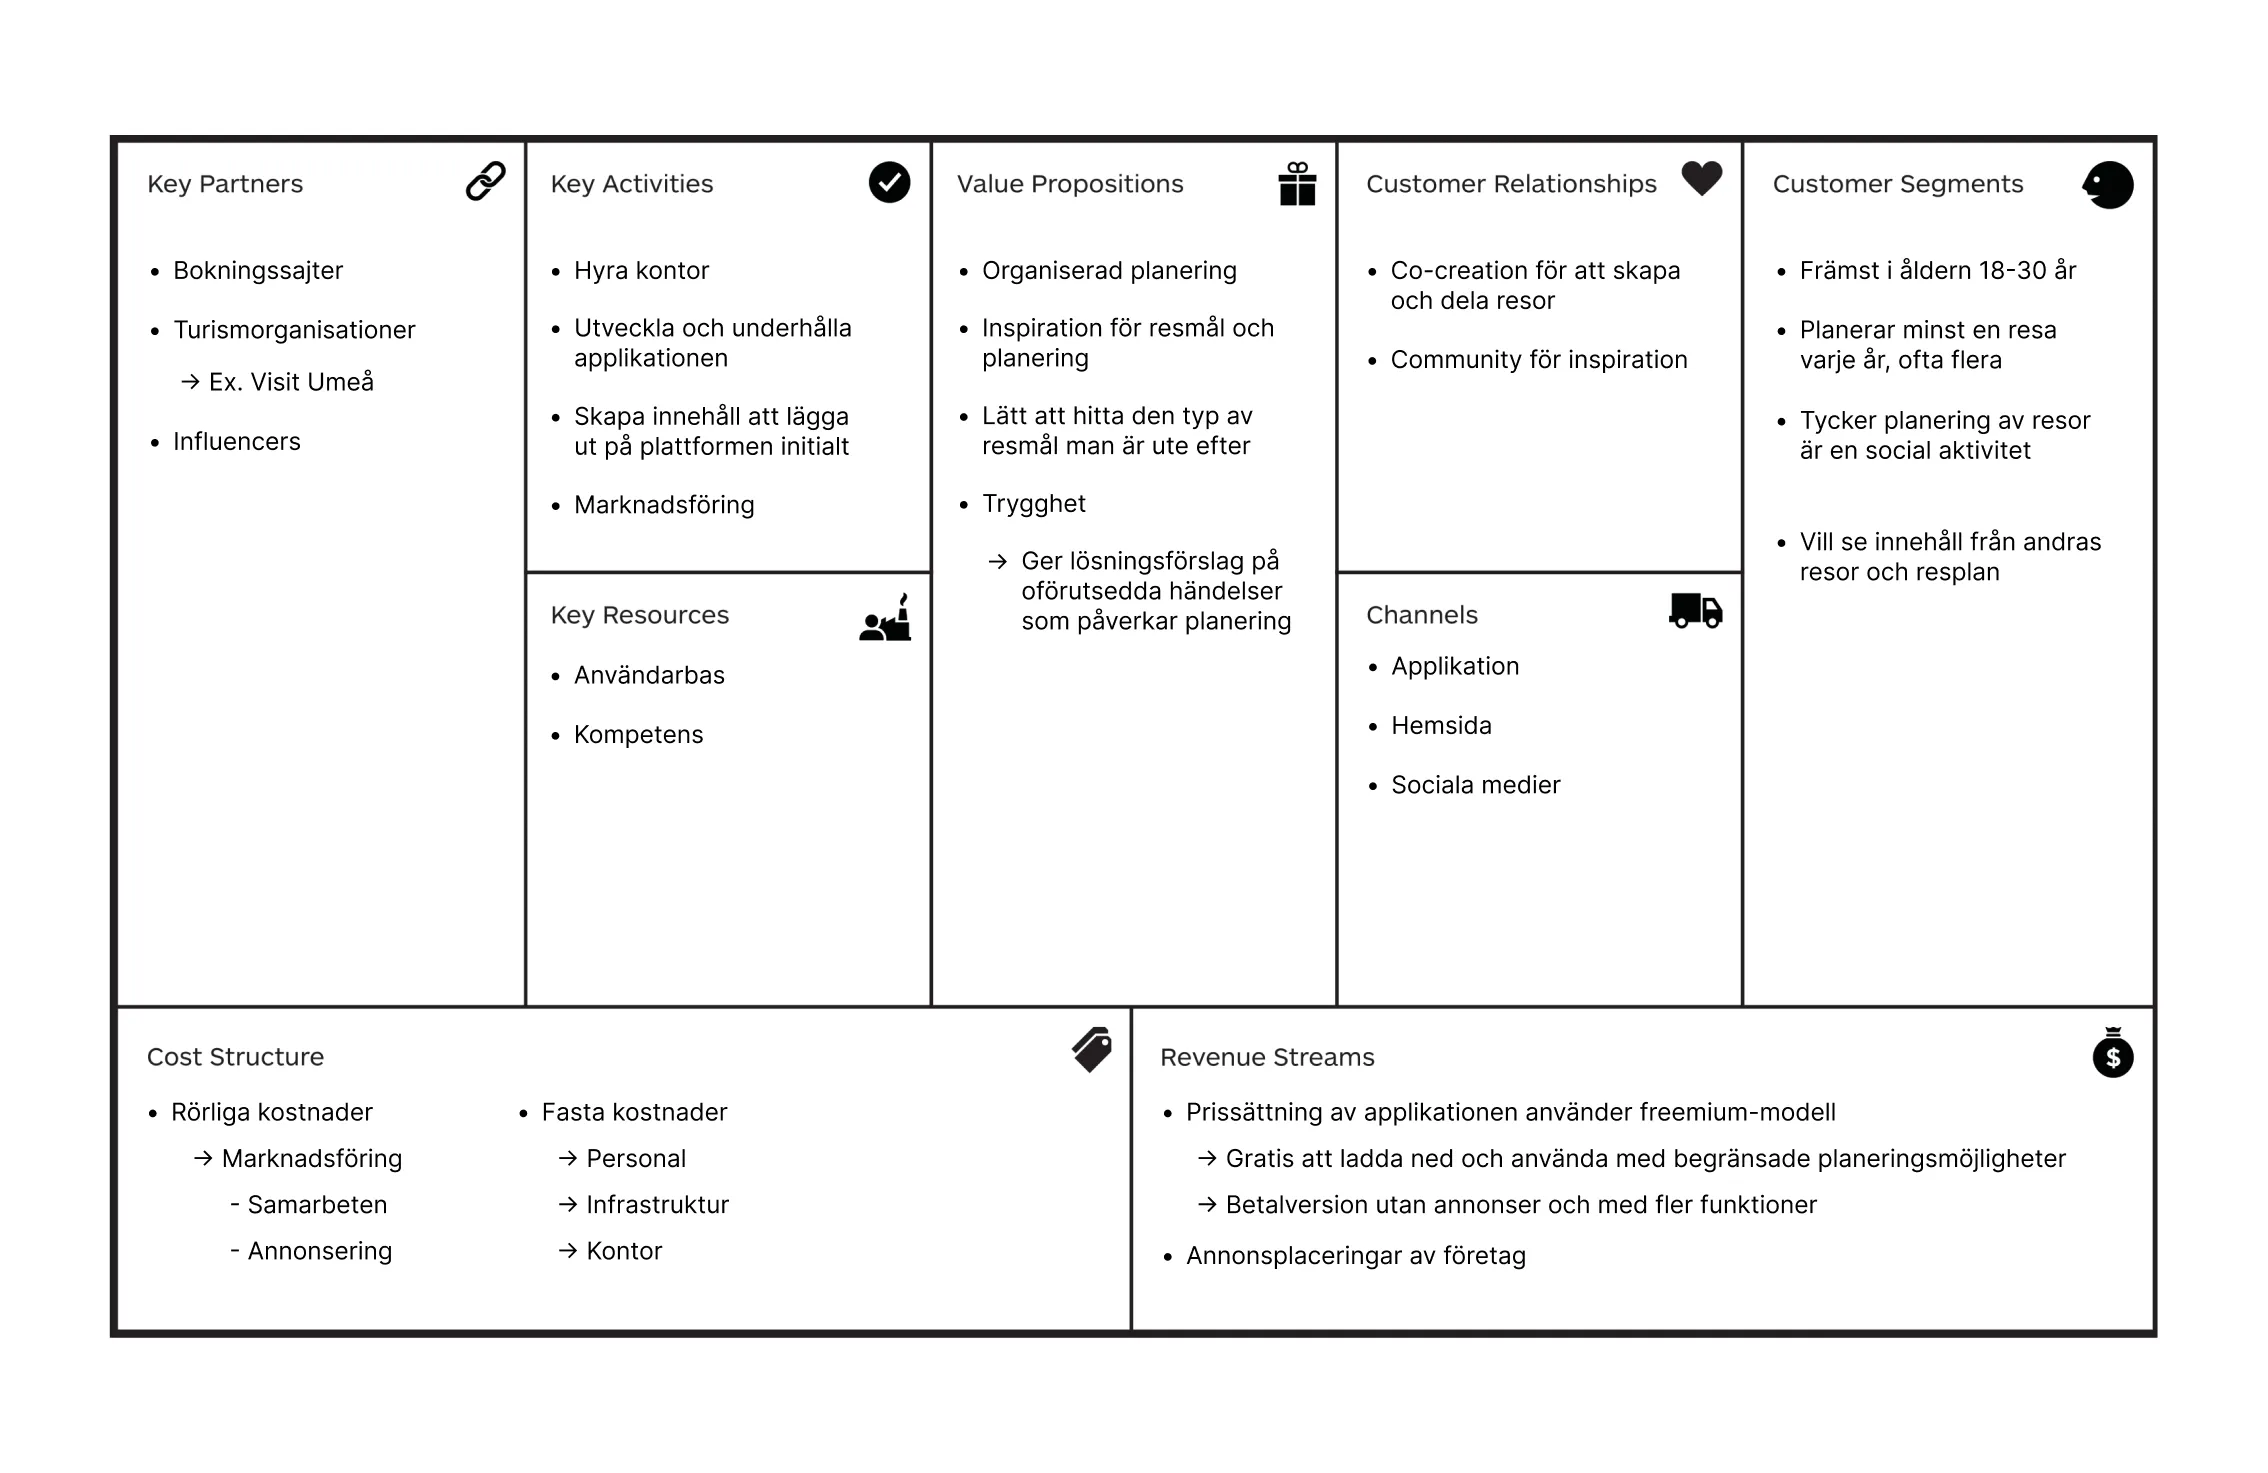 Key Partners
• Bokningssajter
• Turismorganisationer
→ Ex. Visit Umeå
• Influencers
Key Activities
• Hyra kontor
• Utveckla och underhålla
applikationen
• Skapa innehåll att lägga
ut på plattformen initialt
• Marknadsföring
Key Resources
• Användarbas
• Kompetens
Value Propositions
• Organiserad planering
• Inspiration för resmål och
planering
• Lätt att hitta den typ av
resmål man är ute efter
• Trygghet
→ Ger lösningsförslag på
oförutsedda händelser
som påverkar planering
Customer Relationships
• Co-creation för att skapa
och dela resor
• Community för inspiration
Channels
• Applikation
• Hemsida
• Sociala medier
Customer Segments
• Främst i åldern 18-30 år
• Planerar minst en resa
varje år, ofta flera
• Tycker planering av resor
är en social aktivitet
• Vill se innehåll från andras
resor och resplan
Cost Structure
• Rörliga kostnader
→ Marknadsföring
- Samarbeten
- Annonsering
• Fasta kostnader
→ Personal
→ Infrastruktur
→ Kontor
Revenue Streams
$
• Prissättning av applikationen använder freemium-modell
→ Gratis att ladda ned och använda med begränsade planeringsmöjligheter
→ Betalversion utan annonser och med fler funktioner
• Annonsplaceringar av företag